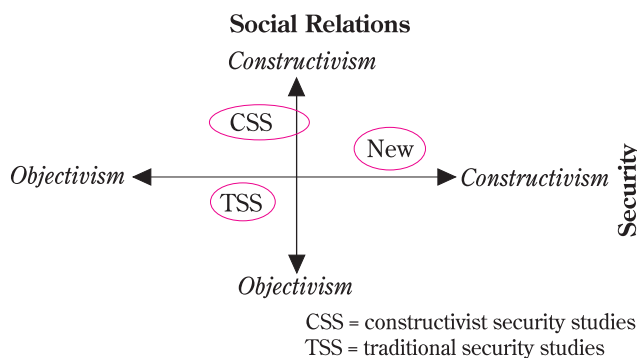 Social Relations
Constructivism
CSS
New
Objectivism
Constructivism
Security
TSS
Objectivism
CSS = constructivist security studies
TSS = traditional security studies